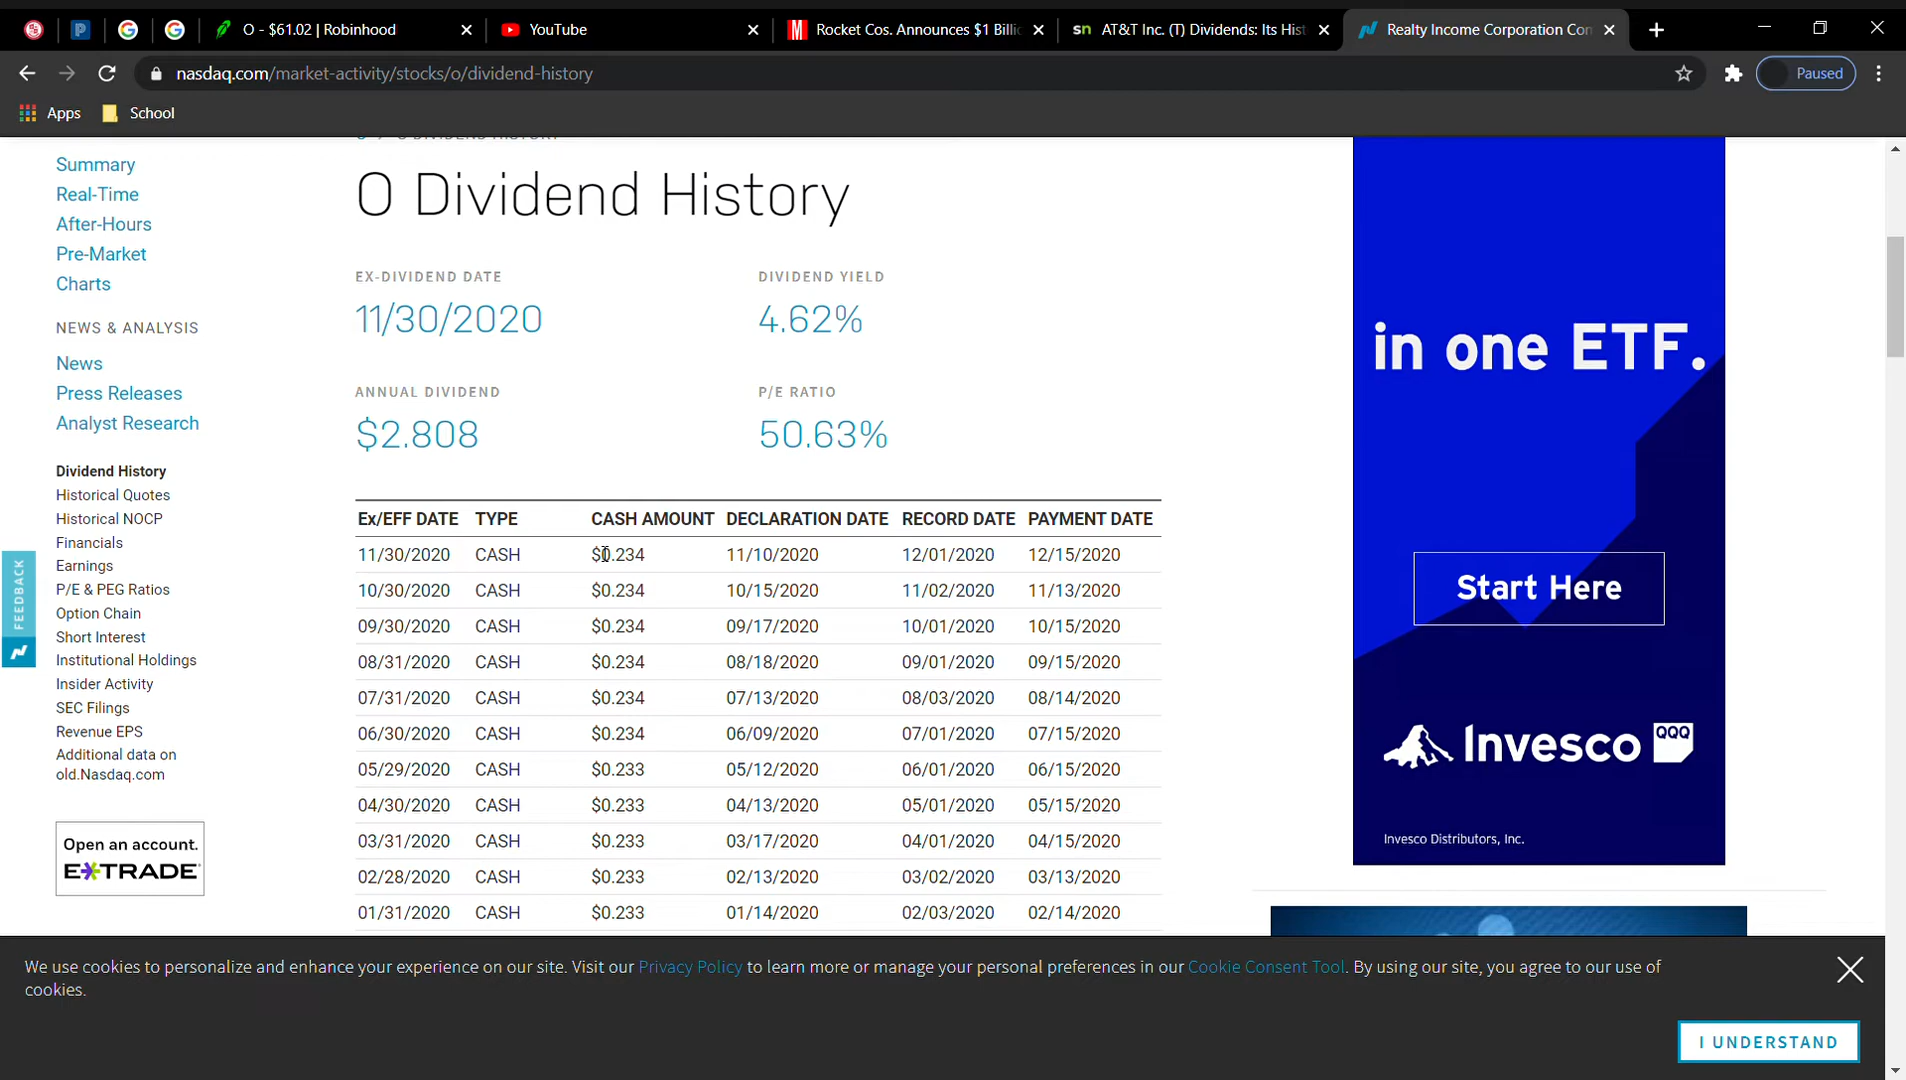 O - $61.02 | Robinhood
YouTube
Rocket Cos. Announces $1 Billi
AT&T Inc. (T) Dividends: Its Hist
Realty Income Corporation Con
nasdaq.com/market-activity/stocks/o/dividend-history
Paused
Apps
School
Summary
Real-Time
After-Hours
Pre-Market
Charts
NEWS & ANALYSIS
News
Press Releases
Analyst Research
Dividend History
Historical Quotes
Historical NOCP
Financials
Earnings
P/E & PEG Ratios
Option Chain
Short Interest
Institutional Holdings
Insider Activity
SEC Filings
Revenue EPS
Additional data on
old.Nasdaq.com
FEEDBACK
Open an account.
E*TRADE
O Dividend History
EX-DIVIDEND DATE
11/30/2020
DIVIDEND YIELD
4.62%
ANNUAL DIVIDEND
$2.808
P/E RATIO
50.63%
Ex/EFF DATE TYPE CASH AMOUNT DECLARATION DATE RECORD DATE PAYMENT DATE
11/30/2020 CASH $0.234 11/10/2020 12/01/2020 12/15/2020
10/30/2020 CASH $0.234 10/15/2020 11/02/2020 11/13/2020
09/30/2020 CASH $0.234 09/17/2020 10/01/2020 10/15/2020
08/31/2020 CASH $0.234 08/18/2020 09/01/2020 09/15/2020
07/31/2020 CASH $0.234 07/13/2020 08/03/2020 08/14/2020
06/30/2020 CASH $0.234 06/09/2020 07/01/2020 07/15/2020
05/29/2020 CASH $0.233 05/12/2020 06/01/2020 06/15/2020
04/30/2020 CASH $0.233 04/13/2020 05/01/2020 05/15/2020
03/31/2020 CASH $0.233 03/17/2020 04/01/2020 04/15/2020
02/28/2020 CASH $0.233 02/13/2020 03/02/2020 03/13/2020
01/31/2020 CASH $0.233 01/14/2020 02/03/2020 02/14/2020
in one ETF.
Start Here
Invesco QQQ
Invesco Distributors, Inc.
We use cookies to personalize and enhance your experience on our site. Visit our Privacy Policy to learn more or manage your personal preferences in our Cookie Consent Tool. By using our site, you agree to our use of
cookies.
I UNDERSTAND